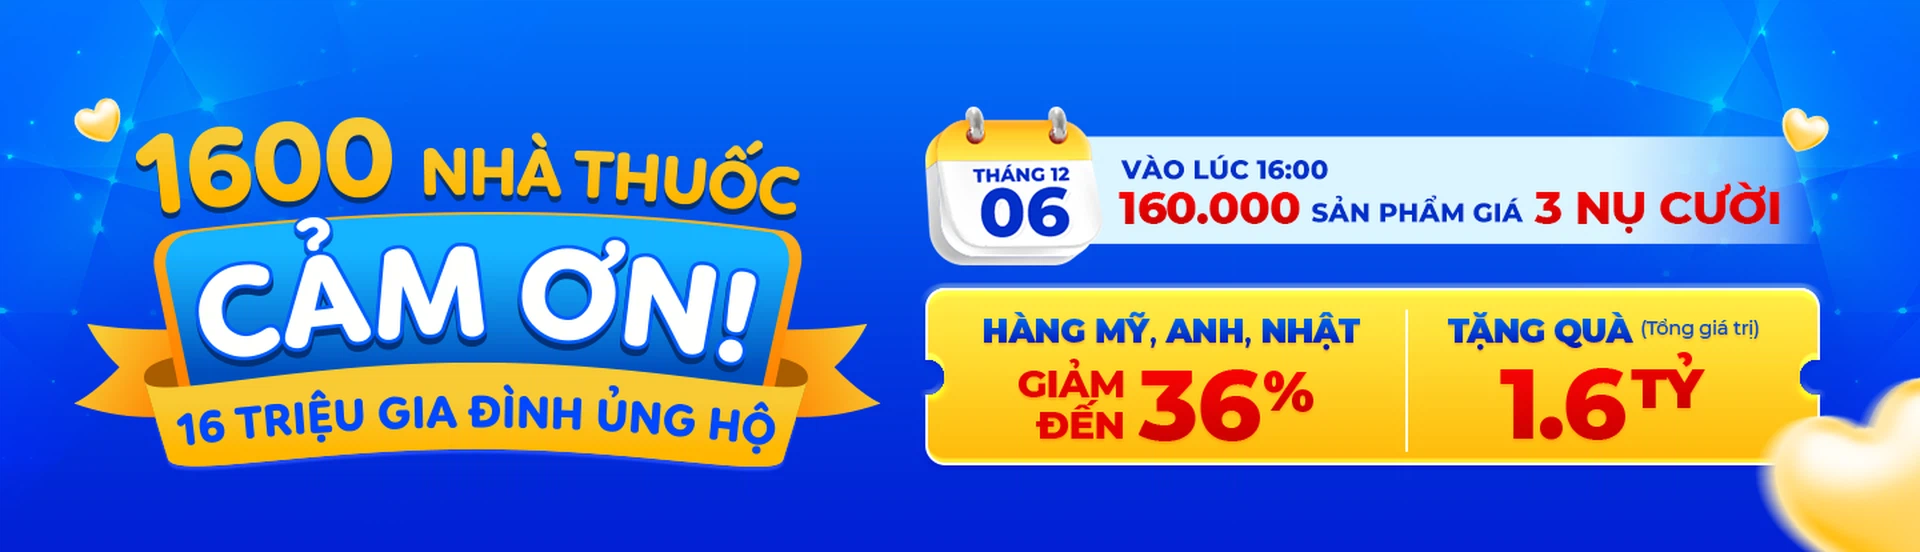 1600 NHÀ THUỐC
CẢM ƠN!
16 TRIỆU GIA ĐÌNH ỦNG HỘ
THÁNG 12
06
VÀO LÚC 16:00
160.000 SẢN PHẨM GIÁ 3 NỤ CƯỜI
HÀNG MỸ, ANH, NHẬT
GIẢM
ĐẾN 36%
TẶNG QUÀ (Tổng giá trị)
1.6 TỶ